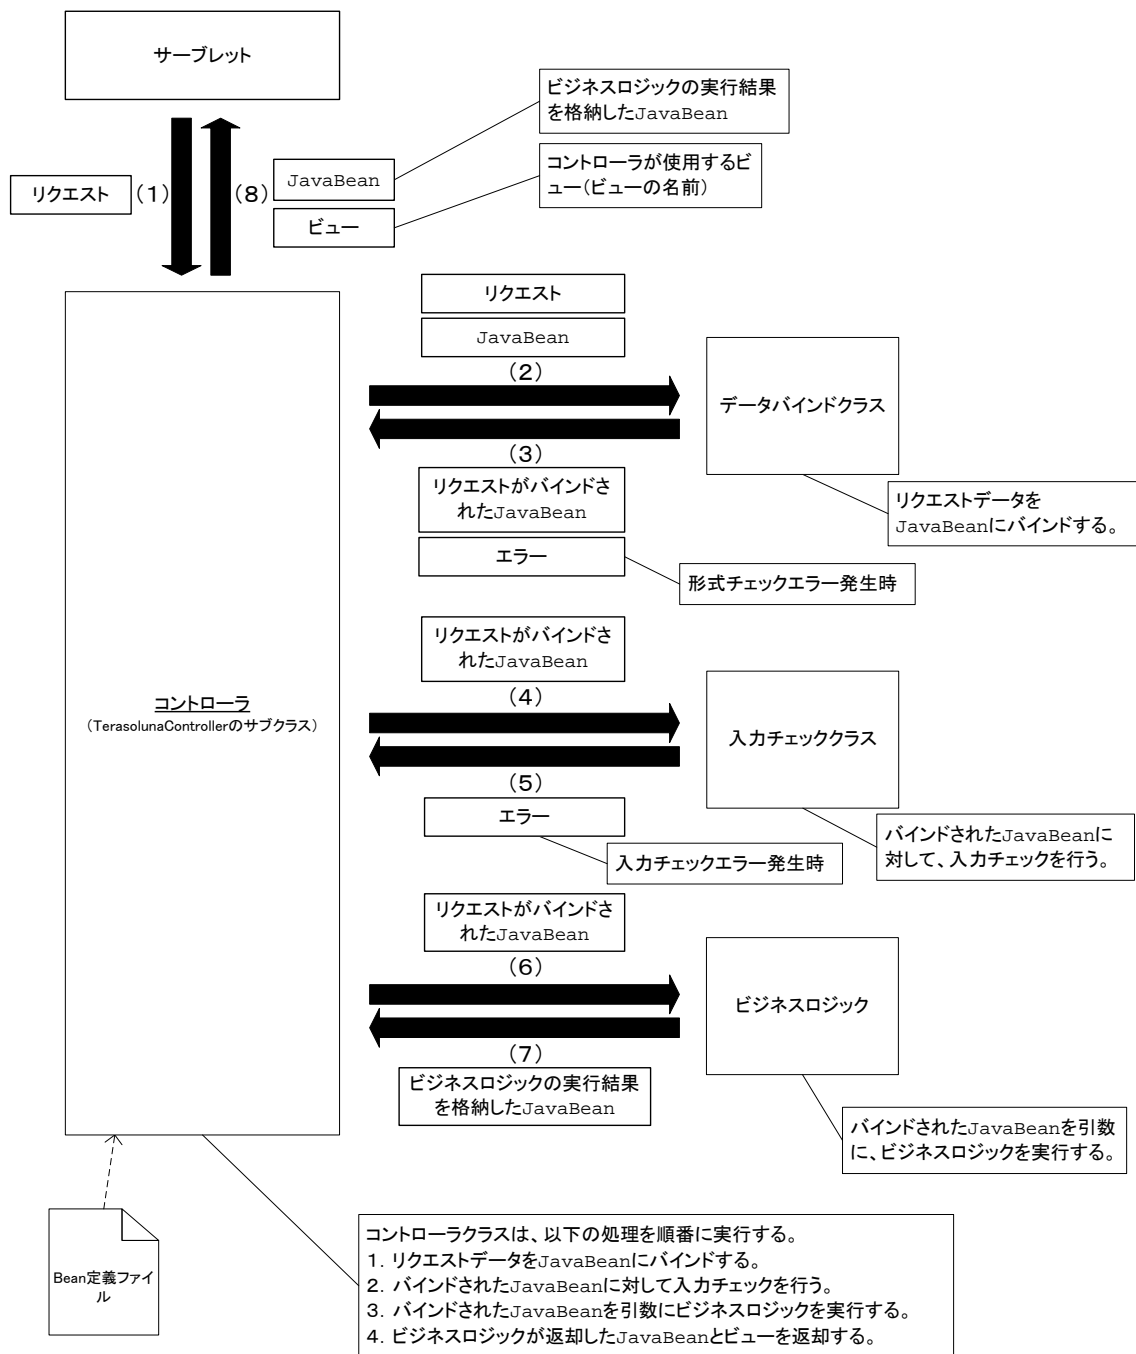 サーブレット
ビジネスロジックの実行結果
を格納したJavaBean
コントローラが使用するビ
ュー(ビューの名前)
リクエスト
(1)
(8)
JavaBean
ビュー
リクエスト
JavaBean
(2)
データバインドクラス
(3)
リクエストがバインドさ
れたJavaBean
リクエストデータを
JavaBeanにバインドする。
エラー
形式チェックエラー発生時
リクエストがバインドさ
れたJavaBean
(4)
コントローラ
(TerasolunaControllerのサブクラス)
入力チェッククラス
(5)
エラー
バインドされたJavaBeanに
対して、入力チェックを行う。
入力チェックエラー発生時
リクエストがバインドさ
れたJavaBean
(6)
ビジネスロジック
(7)
ビジネスロジックの実行結果
を格納したJavaBean
バインドされたJavaBeanを引数
に、ビジネスロジックを実行する。
Bean定義ファイ
ル
コントローラクラスは、以下の処理を順番に実行する。
1. リクエストデータをJavaBeanにバインドする。
2. バインドされたJavaBeanに対して入力チェックを行う。
3. バインドされたJavaBeanを引数にビジネスロジックを実行する。
4. ビジネスロジックが返却したJavaBeanとビューを返却する。